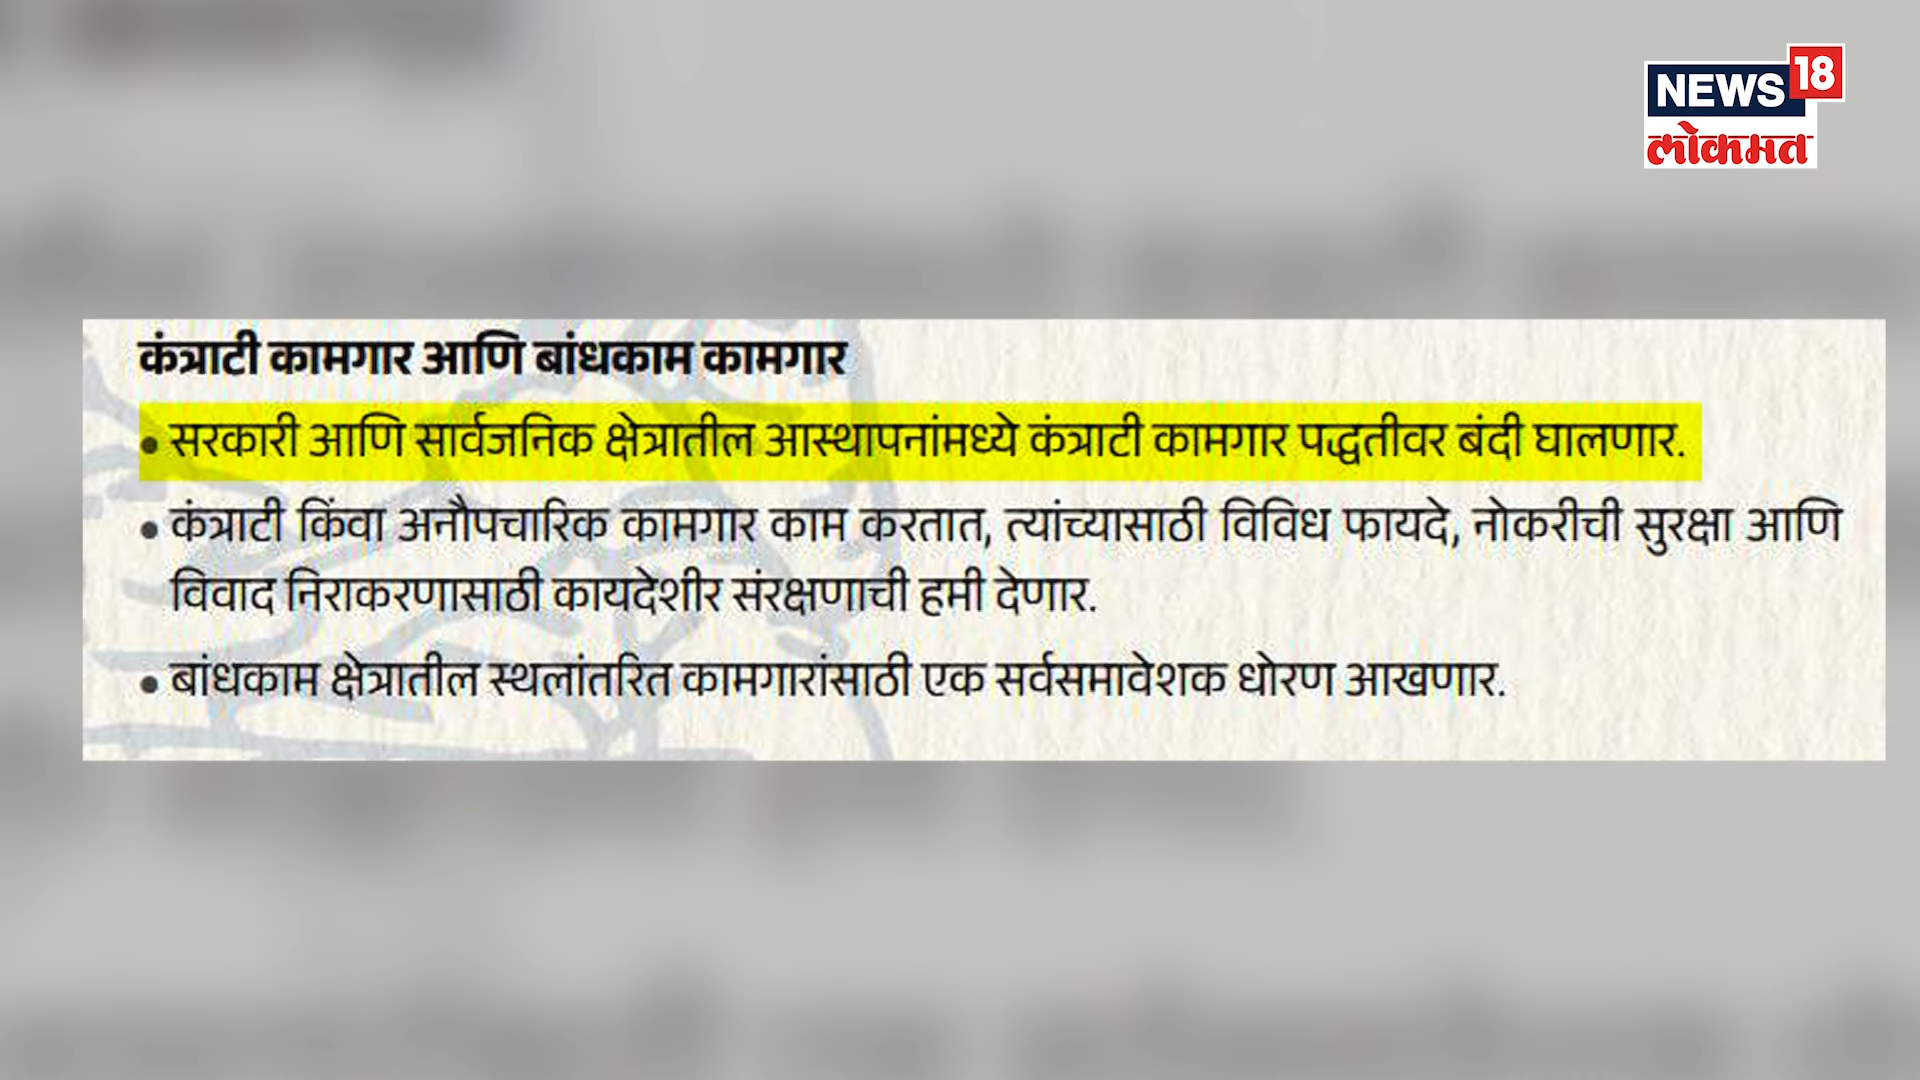 NEWS 18
लोकमत
कंत्राटी कामगार आणि बांधकाम कामगार
• सरकारी आणि सार्वजनिक क्षेत्रातील आस्थापनांमध्ये कंत्राटी कामगार पद्धतीवर बंदी घालणार.
• कंत्राटी किंवा अनौपचारिक कामगार काम करतात, त्यांच्यासाठी विविध फायदे, नोकरीची सुरक्षा आणि
विवाद निराकरणासाठी कायदेशीर संरक्षणाची हमी देणार.
• बांधकाम क्षेत्रातील स्थलांतरित कामगारांसाठी एक सर्वसमावेशक धोरण आखणार.